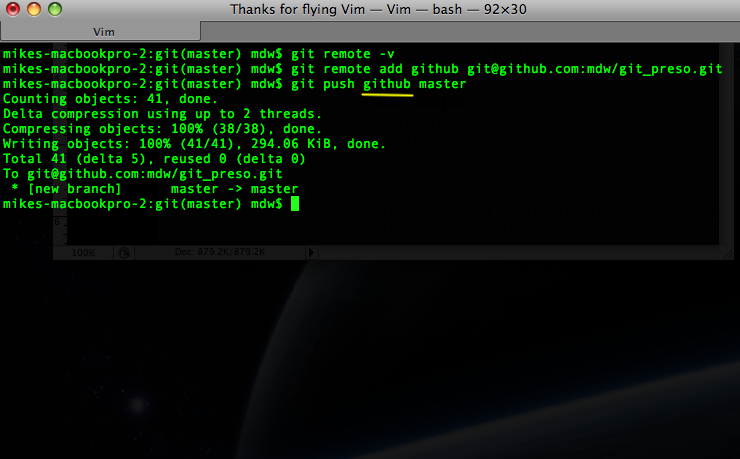 Thanks for flying Vim — Vim — bash — 92×30
Vim
mikes-macbookpro-2:git(master) mdw$ git remote -v
mikes-macbookpro-2:git(master) mdw$ git remote add github git@github.com:mdw/git_preso.git
mikes-macbookpro-2:git(master) mdw$ git push github master
Counting objects: 41, done.
Delta compression using up to 2 threads.
Compressing objects: 100% (38/38), done.
Writing objects: 100% (41/41), 294.06 KiB, done.
Total 41 (delta 5), reused 0 (delta 0)
To git@github.com:mdw/git_preso.git
 * [new branch]      master -> master
mikes-macbookpro-2:git(master) mdw$
100% Doc: 879.2K/879.2K